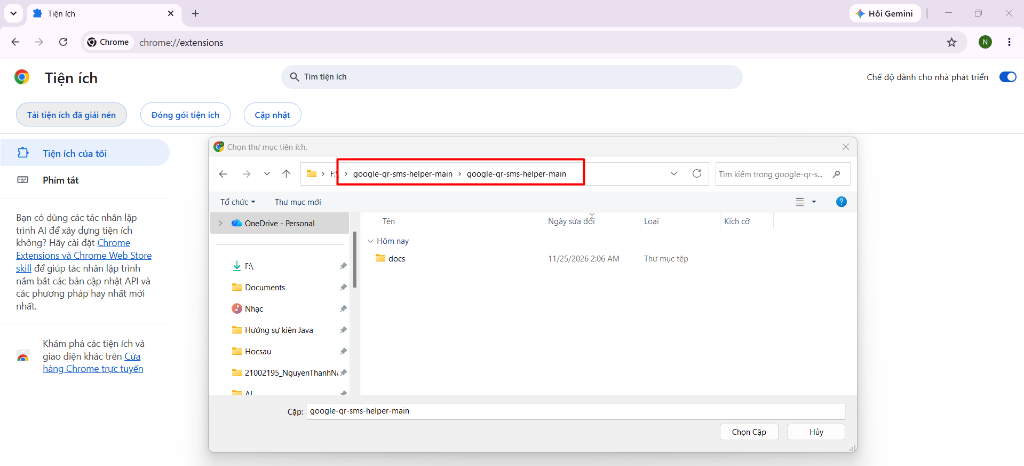 Tiện ích
Hỏi Gemini
Chrome
chrome://extensions
N
Tiện ích
Tìm tiện ích
Chế độ dành cho nhà phát triển
Tải tiện ích đã giải nén
Đóng gói tiện ích
Cập nhật
Tiện ích của tôi
Phím tắt
Bạn có dùng các tác nhân lập
trình AI để xây dựng tiện ích
không? Hãy cài đặt Chrome
Extensions và Chrome Web Store
skill để giúp tác nhân lập trình
nắm bắt các bản cập nhật API và
các phương pháp hay nhất mới
nhất.
Khám phá các tiện ích và
giao diện khác trên Cửa
hàng Chrome trực tuyến
Chọn thư mục tiện ích.
F:\ › google-qr-sms-helper-main › google-qr-sms-helper-main
Tìm kiếm trong google-qr-s...
Tổ chức
Thư mục mới
OneDrive - Personal
F:\
Documents
Nhạc
Hướng sự kiện Java
Hocsau
21002195_NguyenThanhNa
AI
Tên
Ngày sửa đổi
Loại
Kích cỡ
Hôm nay
docs
11/25/2026 2:06 AM
Thư mục tệp
Cặp:
google-qr-sms-helper-main
Chọn Cặp
Hủy